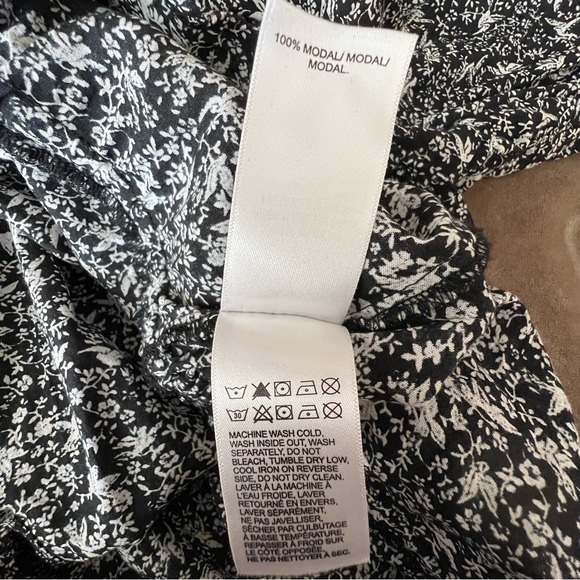 100% MODAL/ MODAL/
MODAL.
30
MACHINE WASH COLD,
WASH INSIDE OUT, WASH
SEPARATELY, DO NOT
BLEACH, TUMBLE DRY LOW,
COOL IRON ON REVERSE
SIDE, DO NOT DRY CLEAN.
LAVER À LA MACHINE À
L'EAU FROIDE, LAVER
RETOURNÉ EN ENVERS,
LAVER SÉPARÉMENT,
NE PAS JAVELLISER,
SÉCHER PAR CULBUTAGE
À BASSE TEMPÉRATURE,
REPASSER À FROID SUR
LE CÔTÉ OPPOSÉE,
NE PAS NETTOYER À SEC.